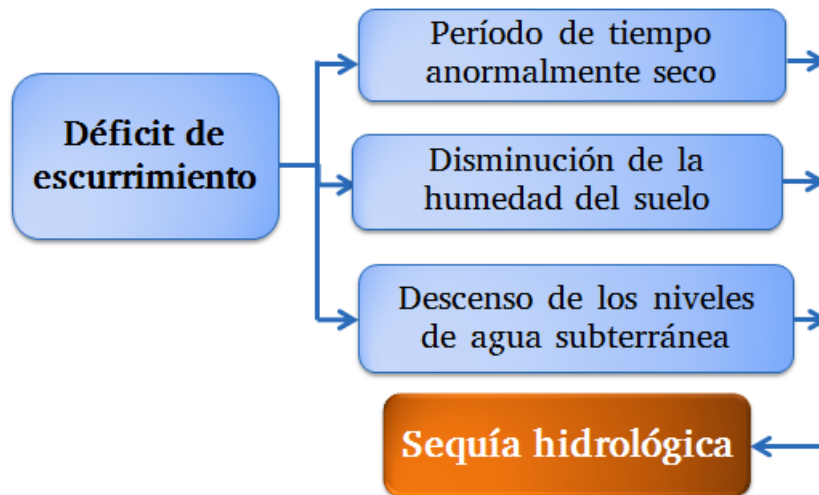 Período de tiempo
anormalmente seco
Déficit de
escurrimiento
Disminución de la
humedad del suelo
Descenso de los niveles
de agua subterránea
Sequía hidrológica